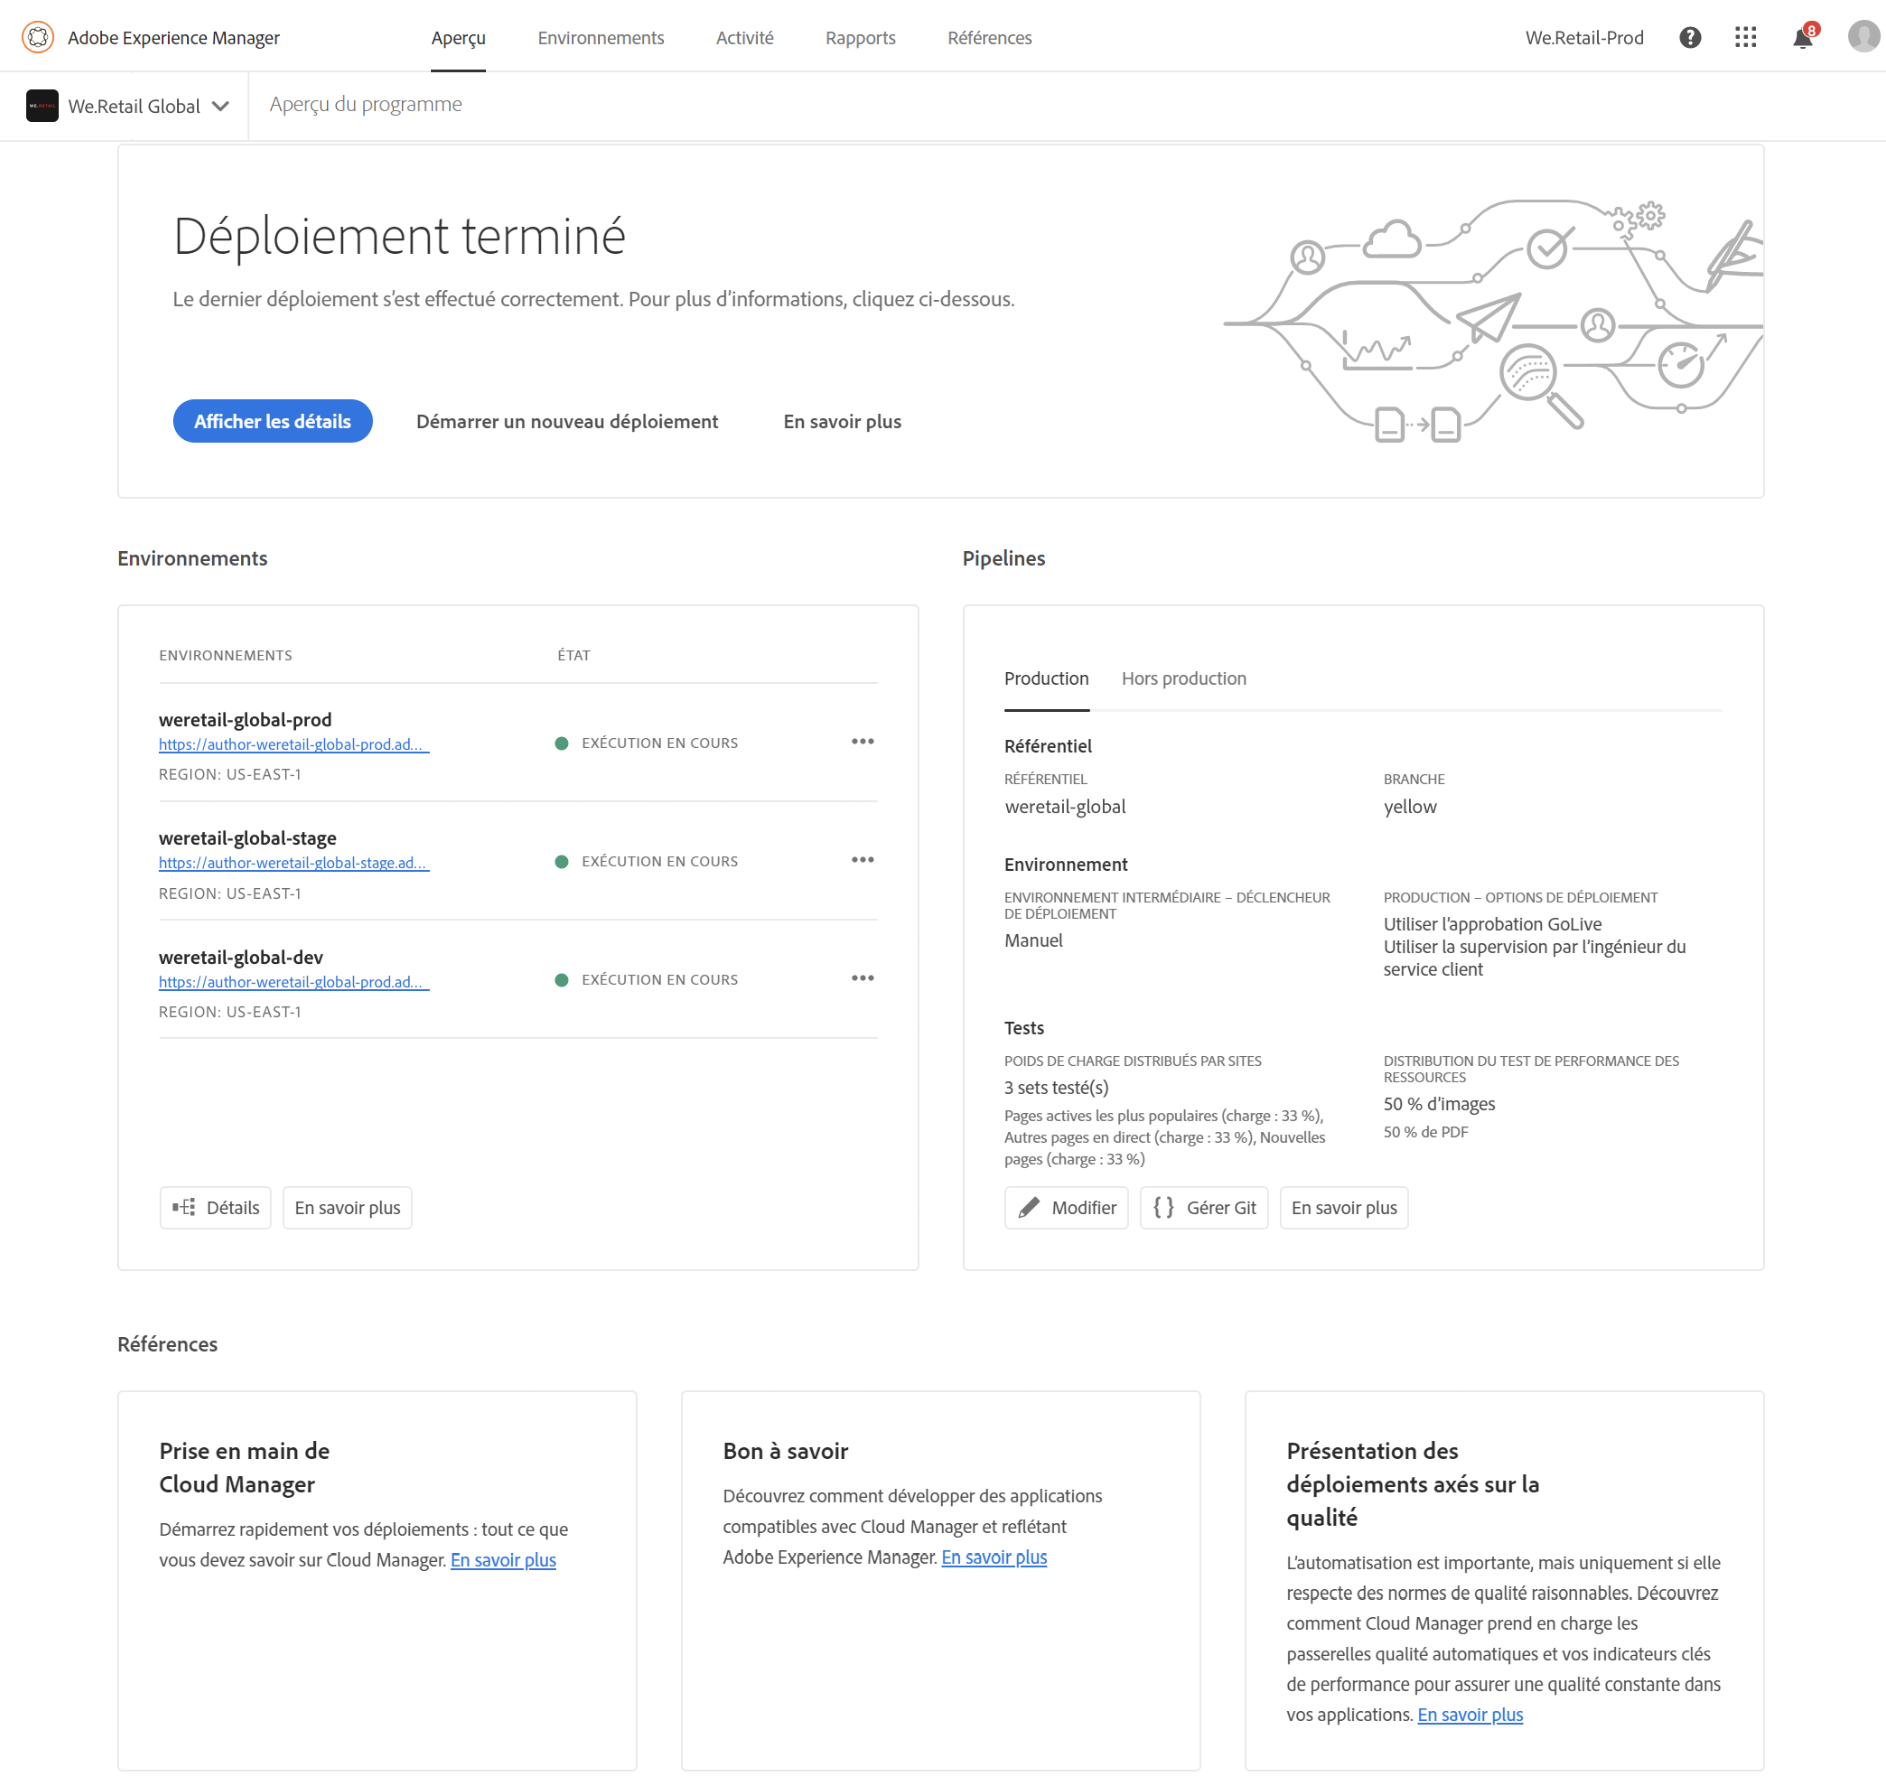 Adobe Experience Manager
Aperçu
Environnements
Activité
Rapports
Références
We.Retail-Prod
8
We.Retail Global
Aperçu du programme
Déploiement terminé
Le dernier déploiement s’est effectué correctement. Pour plus d’informations, cliquez ci-dessous.
Afficher les détails
Démarrer un nouveau déploiement
En savoir plus
Environnements
ENVIRONNEMENTS
ÉTAT
weretail-global-prod
https://author-weretail-global-prod.ad...
REGION: US-EAST-1
EXÉCUTION EN COURS
weretail-global-stage
https://author-weretail-global-stage.ad...
REGION: US-EAST-1
EXÉCUTION EN COURS
weretail-global-dev
https://author-weretail-global-prod.ad...
REGION: US-EAST-1
EXÉCUTION EN COURS
Détails
En savoir plus
Pipelines
Production
Hors production
Référentiel
RÉFÉRENTIEL
weretail-global
BRANCHE
yellow
Environnement
ENVIRONNEMENT INTERMÉDIAIRE – DÉCLENCHEUR
DE DÉPLOIEMENT
Manuel
PRODUCTION – OPTIONS DE DÉPLOIEMENT
Utiliser l’approbation GoLive
Utiliser la supervision par l’ingénieur du
service client
Tests
POIDS DE CHARGE DISTRIBUÉS PAR SITES
3 sets testé(s)
Pages actives les plus populaires (charge : 33 %),
Autres pages en direct (charge : 33 %), Nouvelles
pages (charge : 33 %)
DISTRIBUTION DU TEST DE PERFORMANCE DES
RESSOURCES
50 % d’images
50 % de PDF
Modifier
Gérer Git
En savoir plus
Références
Prise en main de
Cloud Manager
Démarrez rapidement vos déploiements : tout ce que
vous devez savoir sur Cloud Manager. En savoir plus
Bon à savoir
Découvrez comment développer des applications
compatibles avec Cloud Manager et reflétant
Adobe Experience Manager. En savoir plus
Présentation des
déploiements axés sur la
qualité
L’automatisation est importante, mais uniquement si elle
respecte des normes de qualité raisonnables. Découvrez
comment Cloud Manager prend en charge les
passerelles qualité automatiques et vos indicateurs clés
de performance pour assurer une qualité constante dans
vos applications. En savoir plus